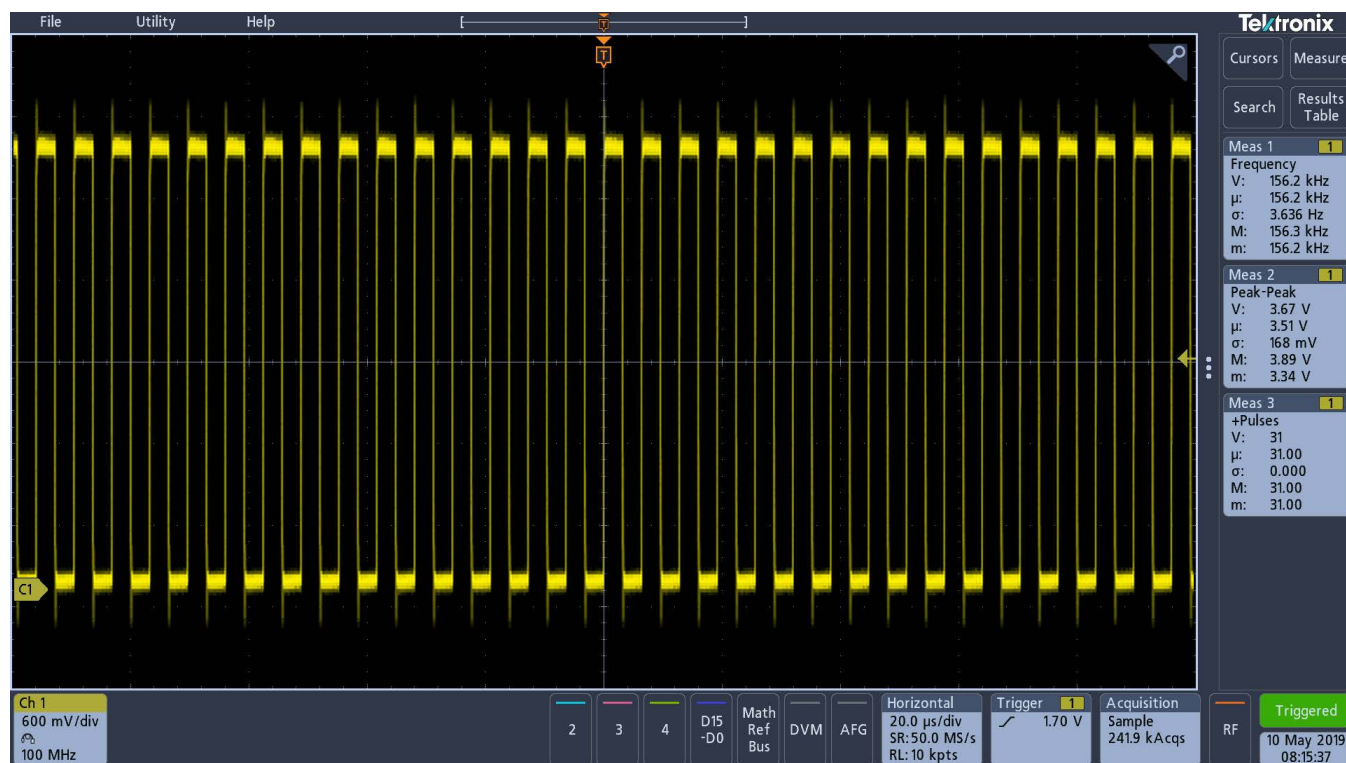 File Utility Help
T
T
Tektronix
Cursors Measure
Search Results
Table
Meas 1 1
Frequency
V: 156.2 kHz
µ: 156.2 kHz
σ: 3.636 Hz
M: 156.3 kHz
m: 156.2 kHz
Meas 2 1
Peak-Peak
V: 3.67 V
µ: 3.51 V
σ: 168 mV
M: 3.89 V
m: 3.34 V
Meas 3 1
+Pulses
V: 31
µ: 31.00
σ: 0.000
M: 31.00
m: 31.00
C1
Ch 1
600 mV/div
100 MHz
2
3
4
D15
-D0
Math
Ref
Bus
DVM
AFG
Horizontal
20.0 µs/div
SR: 50.0 MS/s
RL: 10 kpts
Trigger 1
1.70 V
Acquisition
Sample
241.9 kAcqs
RF
Triggered
10 May 2019
08:15:37